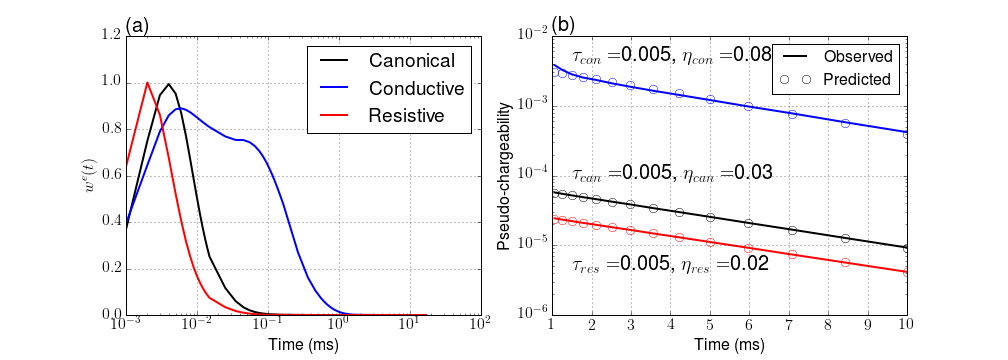 (a)
1.2
1.0
0.8
0.6
0.4
0.2
0.0
w^e(t)
10^-3
10^-2
10^-1
10^0
10^1
10^2
Time (ms)
Canonical
Conductive
Resistive
(b)
10^-2
10^-3
10^-4
10^-5
10^-6
Pseudo-chargeability
1 2 3 4 5 6 7 8 9 10
Time (ms)
τ_con =0.005, η_con =0.08
Observed
Predicted
τ_can =0.005, η_can =0.03
τ_res =0.005, η_res =0.02